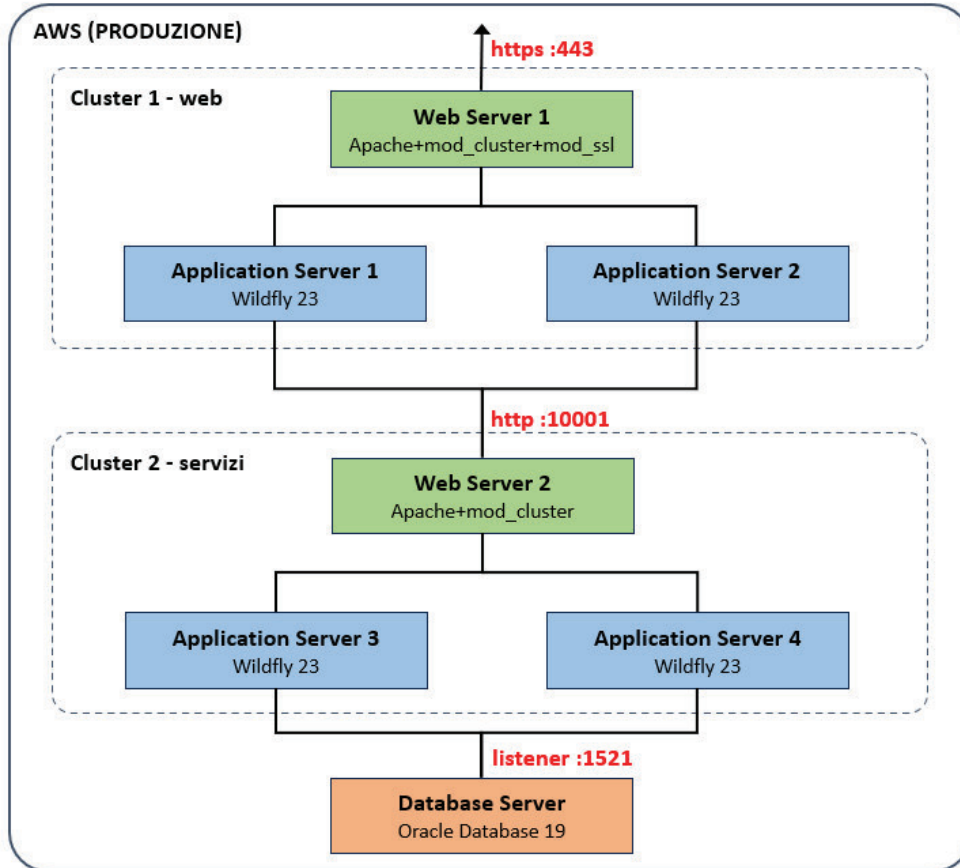 AWS (PRODUZIONE)
https :443
Cluster 1 - web
Web Server 1
Apache+mod_cluster+mod_ssl
Application Server 1
Wildfly 23
Application Server 2
Wildfly 23
http :10001
Cluster 2 - servizi
Web Server 2
Apache+mod_cluster
Application Server 3
Wildfly 23
Application Server 4
Wildfly 23
listener :1521
Database Server
Oracle Database 19